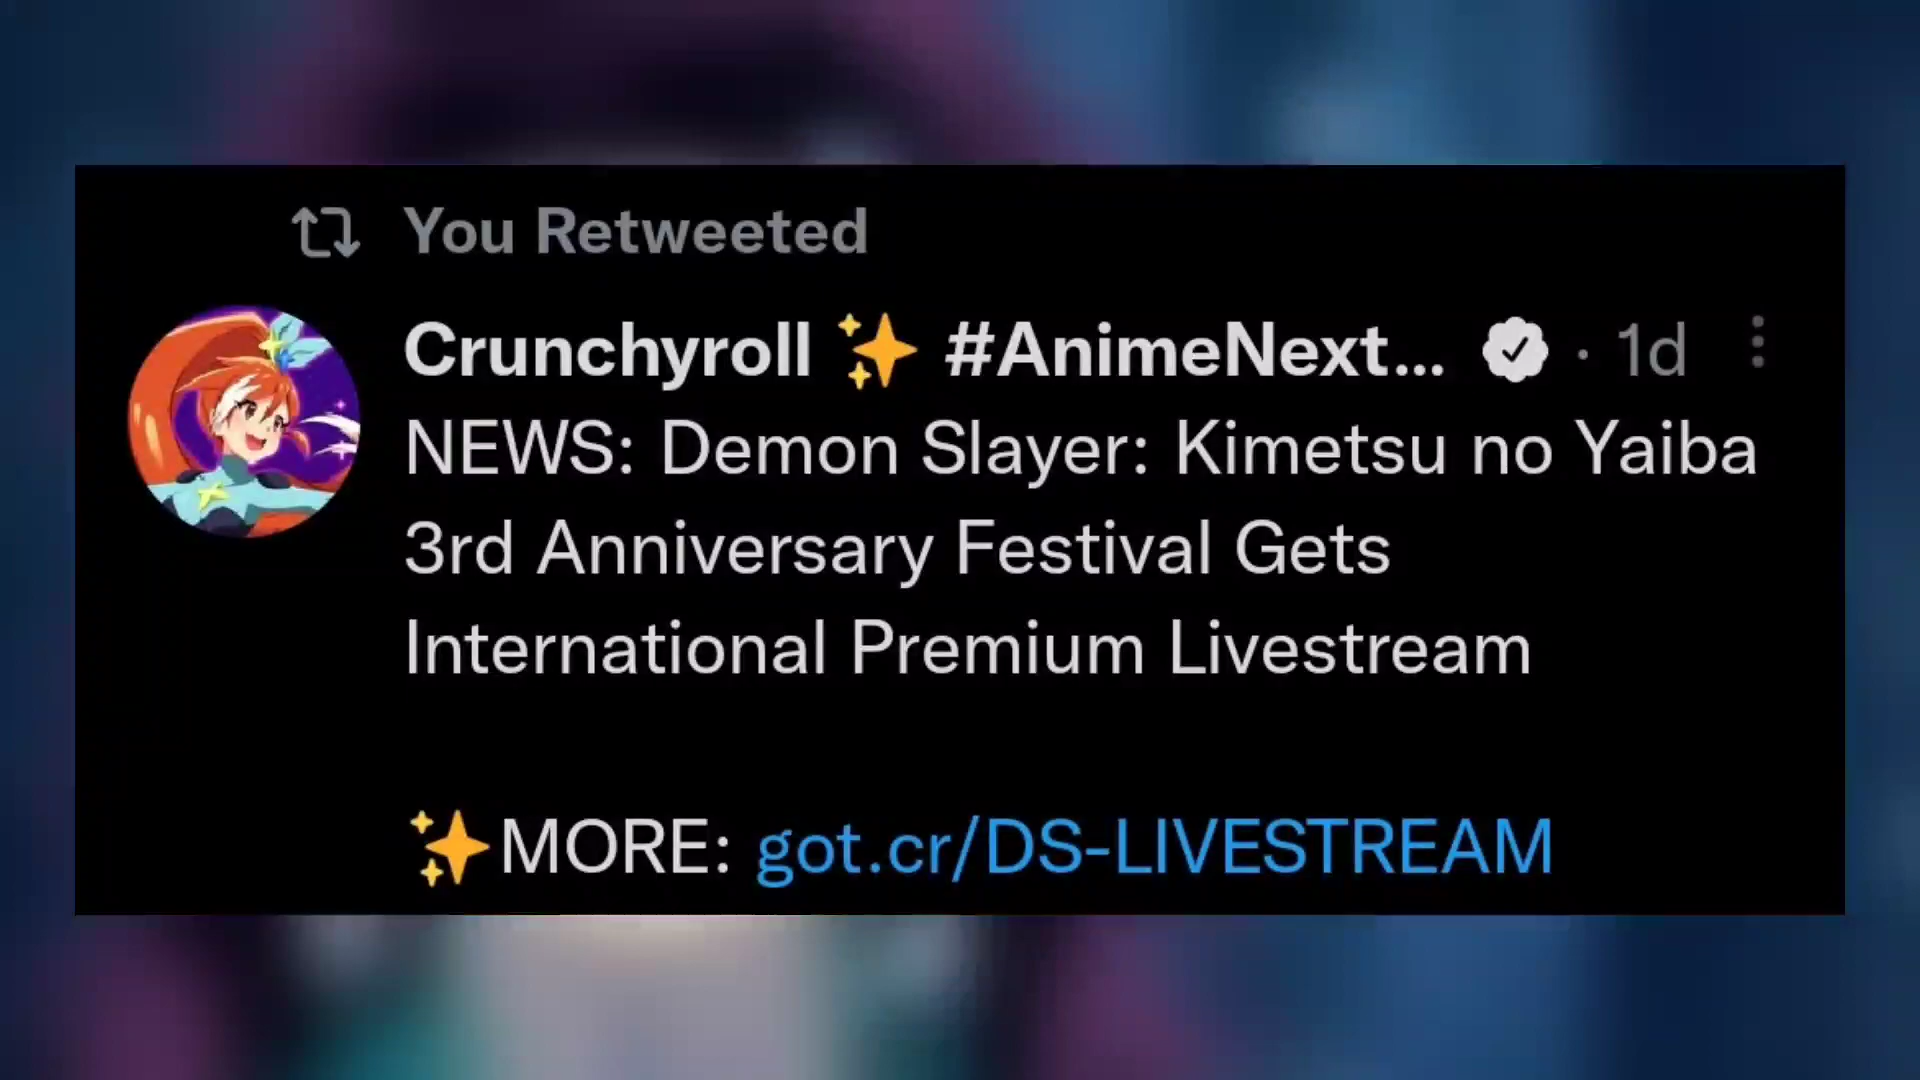 You Retweeted
Crunchyroll ✨ #AnimeNext... · 1d
NEWS: Demon Slayer: Kimetsu no Yaiba
3rd Anniversary Festival Gets
International Premium Livestream
✨MORE: got.cr/DS-LIVESTREAM